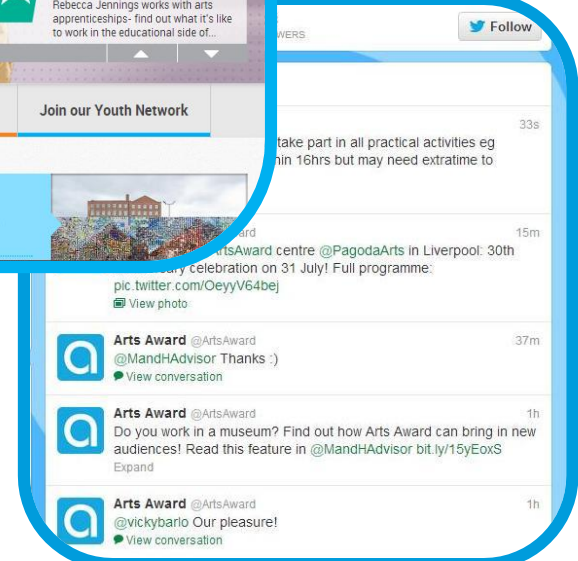 Rebecca Jennings works with arts
apprenticeships- find out what it's like
to work in the educational side of...
Join our Youth Network
WERS
Follow
33s
take part in all practical activities eg
hin 16hrs but may need extratime to
15m
ArtsAward centre @PagodaArts in Liverpool: 30th
celebration on 31 July! Full programme:
pic.twitter.com/OeyyV64bej
View photo
Arts Award @ArtsAward 37m
@MandHAdvisor Thanks :)
View conversation
Arts Award @ArtsAward 1h
Do you work in a museum? Find out how Arts Award can bring in new
audiences! Read this feature in @MandHAdvisor bit.ly/15yEoxS
Expand
Arts Award @ArtsAward 1h
@vickybarlo Our pleasure!
View conversation